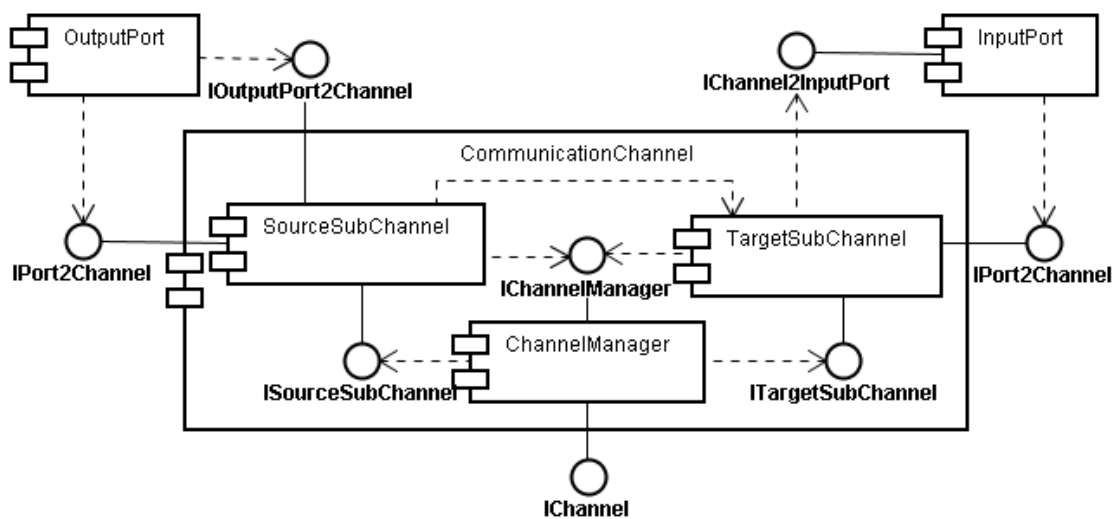 OutputPort
InputPort
IOutputPort2Channel
IChannel2InputPort
CommunicationChannel
SourceSubChannel
TargetSubChannel
IPort2Channel
IChannelManager
IPort2Channel
ChannelManager
ISourceSubChannel
ITargetSubChannel
IChannel